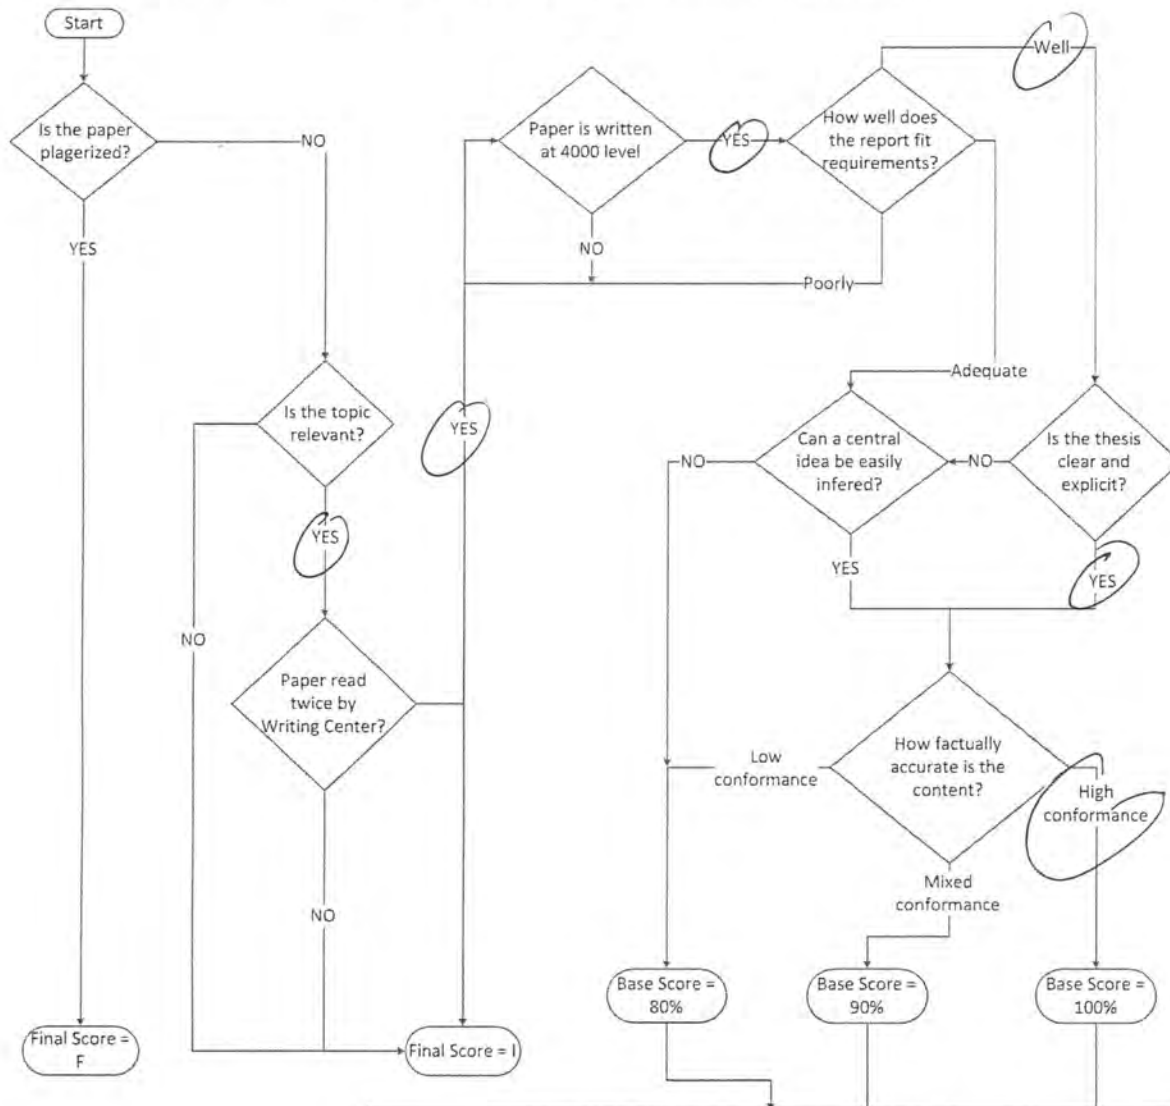 Start
Is the paper
plagerized?
NO
YES
Paper is written
at 4000 level
YES
NO
How well does
the report fit
requirements?
Well
Poorly
Adequate
Is the topic
relevant?
YES
NO
YES
Can a central
idea be easily
infered?
NO
NO
Is the thesis
clear and
explicit?
YES
YES
Paper read
twice by
Writing Center?
NO
How factually
accurate is the
content?
Low
conformance
High
conformance
Mixed
conformance
Base Score =
80%
Base Score =
90%
Base Score =
100%
Final Score =
F
Final Score = I